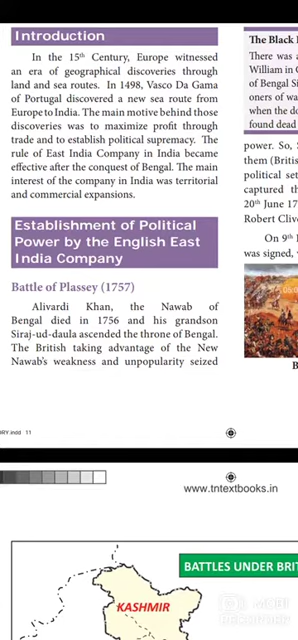 Introduction
In the 15th Century, Europe witnessed
an era of geographical discoveries through
land and sea routes. In 1498, Vasco Da Gama
of Portugal discovered a new sea route from
Europe to India. The main motive behind those
discoveries was to maximize profit through
trade and to establish political supremacy. The
rule of East India Company in India became
effective after the conquest of Bengal. The main
interest of the company in India was territorial
and commercial expansions.
Establishment of Political
Power by the English East
India Company
Battle of Plassey (1757)
Alivardi Khan, the Nawab of
Bengal died in 1756 and his grandson
Siraj-ud-daula ascended the throne of Bengal.
The British taking advantage of the New
Nawab's weakness and unpopularity seized
The Black
There was a
William in
of Bengal Si
oners of wa
when the do
found dead
power. So,
them (Britis
political set
captured th
20th June 17
Robert Clive
On 9th
was signed,
B
ORY.indd 11
www.tntextbooks.in
BATTLES UNDER BRIT
KASHMIR
MOBI
RECORDER